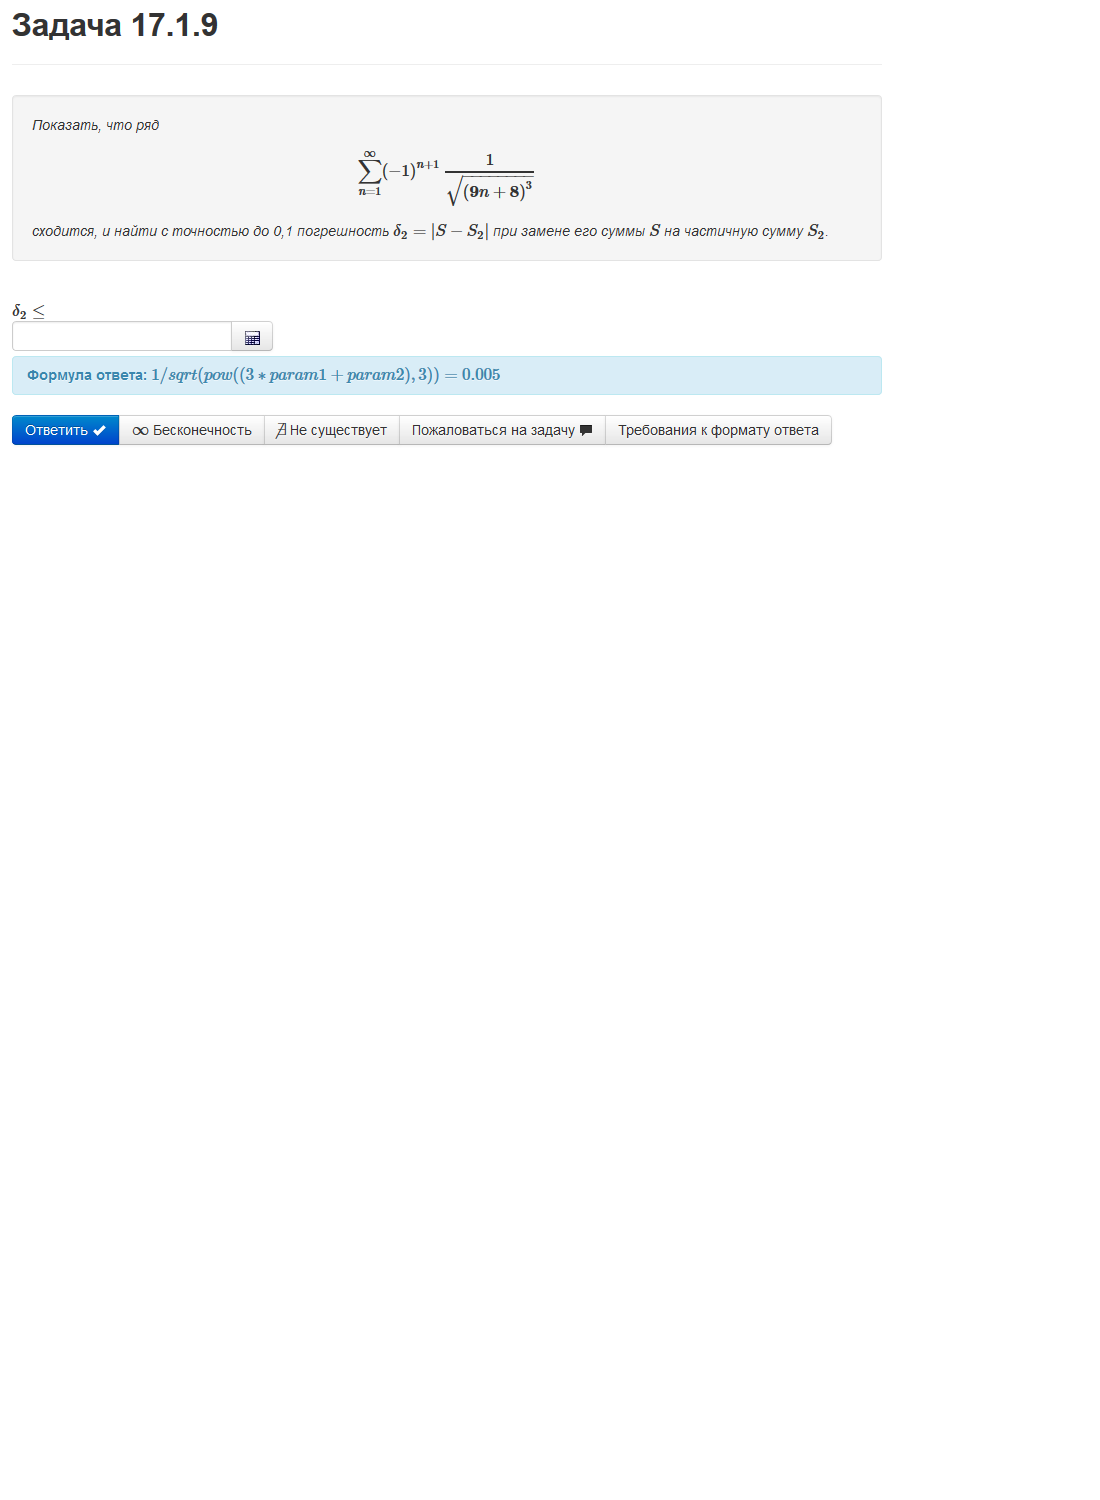 Задача 17.1.9
Показать, что ряд
$$\sum_{n=1}^{\infty}(-1)^{n+1}\frac{1}{\sqrt{(9n+8)^3}}$$
сходится, и найти с точностью до 0,1 погрешность $\delta_2 = |S - S_2|$ при замене его суммы $S$ на частичную сумму $S_2$.
$\delta_2 \leq$
Формула ответа: $1/sqrt(pow((3 * param1 + param2), 3)) = 0.005$
Ответить ✔ ∞ Бесконечность ∄ Не существует Пожаловаться на задачу Требования к формату ответа